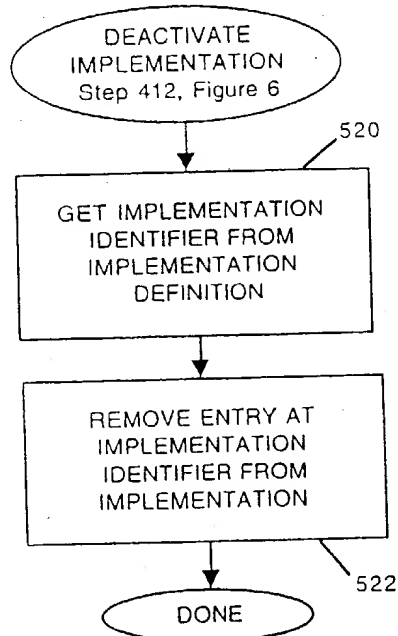 DEACTIVATE
IMPLEMENTATION
Step 412, Figure 6
520
GET IMPLEMENTATION
IDENTIFIER FROM
IMPLEMENTATION
DEFINITION
REMOVE ENTRY AT
IMPLEMENTATION
IDENTIFIER FROM
IMPLEMENTATION
522
DONE